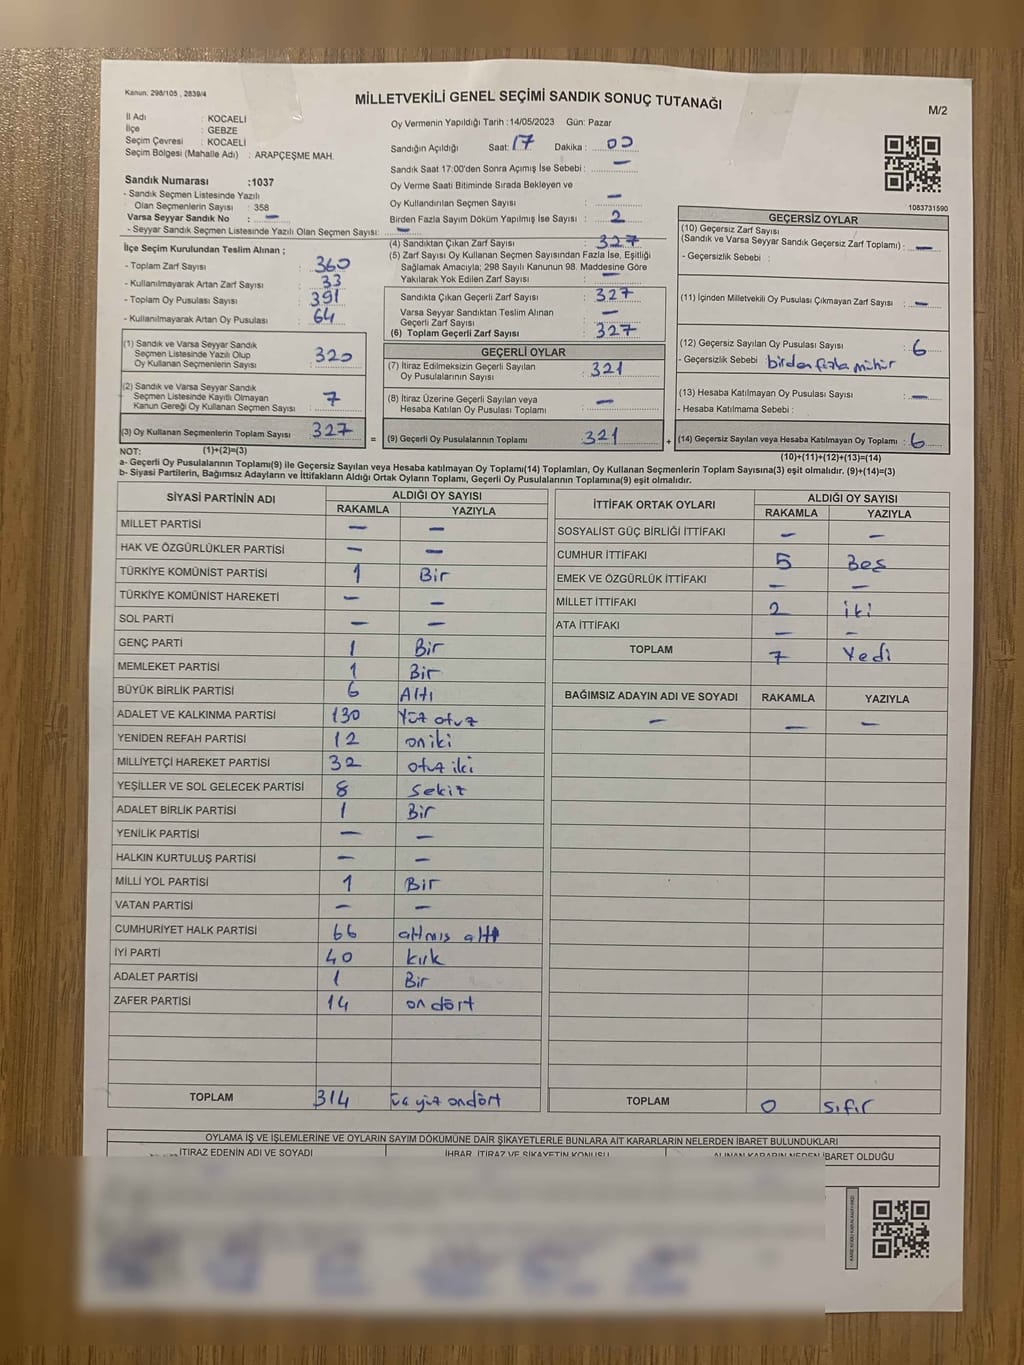 Kanun: 298/105 , 2839/4
MİLLETVEKİLİ GENEL SEÇİMİ SANDIK SONUÇ TUTANAĞI
M/2
İl Adı : KOCAELİ
İlçe : GEBZE
Seçim Çevresi : KOCAELİ
Seçim Bölgesi (Mahalle Adı) : ARAPÇEŞME MAH.
Sandık Numarası :1037
- Sandık Seçmen Listesinde Yazılı
Olan Seçmenlerin Sayısı : 358
Varsa Seyyar Sandık No : —
- Seyyar Sandık Seçmen Listesinde Yazılı Olan Seçmen Sayısı: —
İlçe Seçim Kurulundan Teslim Alınan ;
- Toplam Zarf Sayısı : 360
- Kullanılmayarak Artan Zarf Sayısı : 33
- Toplam Oy Pusulası Sayısı : 391
- Kullanılmayarak Artan Oy Pusulası : 64
(1) Sandık ve Varsa Seyyar Sandık
Seçmen Listesinde Yazılı Olup
Oy Kullanan Seçmenlerin Sayısı : 320
(2) Sandık ve Varsa Seyyar Sandık
Seçmen Listesinde Kayıtlı Olmayan
Kanun Gereği Oy Kullanan Seçmen Sayısı : 7
(3) Oy Kullanan Seçmenlerin Toplam Sayısı 327
(1)+(2)=(3)
Oy Vermenin Yapıldığı Tarih :14/05/2023 Gün: Pazar
Sandığın Açıldığı Saat: 17 Dakika : 00
Sandık Saat 17:00'den Sonra Açılmış İse Sebebi : —
Oy Verme Saati Bitiminde Sırada Bekleyen ve
Oy Kullandırılan Seçmen Sayısı : —
Birden Fazla Sayım Döküm Yapılmış İse Sayısı : 2
(4) Sandıktan Çıkan Zarf Sayısı : 327
(5) Zarf Sayısı Oy Kullanan Seçmen Sayısından Fazla İse, Eşitliği
Sağlamak Amacıyla; 298 Sayılı Kanunun 98. Maddesine Göre
Yakılarak Yok Edilen Zarf Sayısı : —
Sandıkta Çıkan Geçerli Zarf Sayısı : 327
Varsa Seyyar Sandıktan Teslim Alınan
Geçerli Zarf Sayısı : —
(6) Toplam Geçerli Zarf Sayısı : 327
GEÇERLİ OYLAR
(7) İtiraz Edilmeksizin Geçerli Sayılan
Oy Pusulalarının Sayısı : 321
(8) İtiraz Üzerine Geçerli Sayılan veya
Hesaba Katılan Oy Pusulası Toplamı : —
= (9) Geçerli Oy Pusulalarının Toplamı : 321
1083731590
GEÇERSİZ OYLAR
(10) Geçersiz Zarf Sayısı
(Sandık ve Varsa Seyyar Sandık Geçersiz Zarf Toplamı) : —
- Geçersizlik Sebebi :
(11) İçinden Milletvekili Oy Pusulası Çıkmayan Zarf Sayısı : —
(12) Geçersiz Sayılan Oy Pusulası Sayısı : 6
- Geçersizlik Sebebi birden fazla mühür
(13) Hesaba Katılmayan Oy Pusulası Sayısı : —
- Hesaba Katılmama Sebebi :
+ (14) Geçersiz Sayılan veya Hesaba Katılmayan Oy Toplamı : 6
(10)+(11)+(12)+(13)=(14)
NOT:
a- Geçerli Oy Pusulalarının Toplamı(9) ile Geçersiz Sayılan veya Hesaba katılmayan Oy Toplamı(14) Toplamları, Oy Kullanan Seçmenlerin Toplam Sayısına(3) eşit olmalıdır. (9)+(14)=(3)
b- Siyasi Partilerin, Bağımsız Adayların ve İttifakların Aldığı Ortak Oyların Toplamı, Geçerli Oy Pusulalarının Toplamına(9) eşit olmalıdır.
SİYASİ PARTİNİN ADI ALDIĞI OY SAYISI
RAKAMLA YAZIYLA
MİLLET PARTİSİ — —
HAK VE ÖZGÜRLÜKLER PARTİSİ — —
TÜRKİYE KOMÜNİST PARTİSİ 1 Bir
TÜRKİYE KOMÜNİST HAREKETİ — —
SOL PARTİ — —
GENÇ PARTİ 1 Bir
MEMLEKET PARTİSİ 1 Bir
BÜYÜK BİRLİK PARTİSİ 6 Altı
ADALET VE KALKINMA PARTİSİ 130 Yüz otuz
YENİDEN REFAH PARTİSİ 12 on iki
MİLLİYETÇİ HAREKET PARTİSİ 32 otuz iki
YEŞİLLER VE SOL GELECEK PARTİSİ 8 Sekiz
ADALET BİRLİK PARTİSİ 1 Bir
YENİLİK PARTİSİ — —
HALKIN KURTULUŞ PARTİSİ — —
MİLLİ YOL PARTİSİ 1 Bir
VATAN PARTİSİ — —
CUMHURİYET HALK PARTİSİ 66 altmış altı
İYİ PARTİ 40 kırk
ADALET PARTİSİ 1 Bir
ZAFER PARTİSİ 14 on dört
TOPLAM 314 üç yüz ondört
İTTİFAK ORTAK OYLARI ALDIĞI OY SAYISI
RAKAMLA YAZIYLA
SOSYALİST GÜÇ BİRLİĞİ İTTİFAKI — —
CUMHUR İTTİFAKI 5 Beş
EMEK VE ÖZGÜRLÜK İTTİFAKI — —
MİLLET İTTİFAKI 2 iki
ATA İTTİFAKI — —
TOPLAM 7 Yedi
BAĞIMSIZ ADAYIN ADI VE SOYADI RAKAMLA YAZIYLA
— — —
TOPLAM 0 sıfır
OYLAMA İŞ VE İŞLEMLERİNE VE OYLARIN SAYIM DÖKÜMÜNE DAİR ŞİKAYETLERLE BUNLARA AİT KARARLARIN NELERDEN İBARET BULUNDUKLARI
İTİRAZ EDENİN ADI VE SOYADI İHBAR, İTİRAZ VE ŞİKAYETİN KONUSU ALINAN KARARIN NEDEN İBARET OLDUĞU